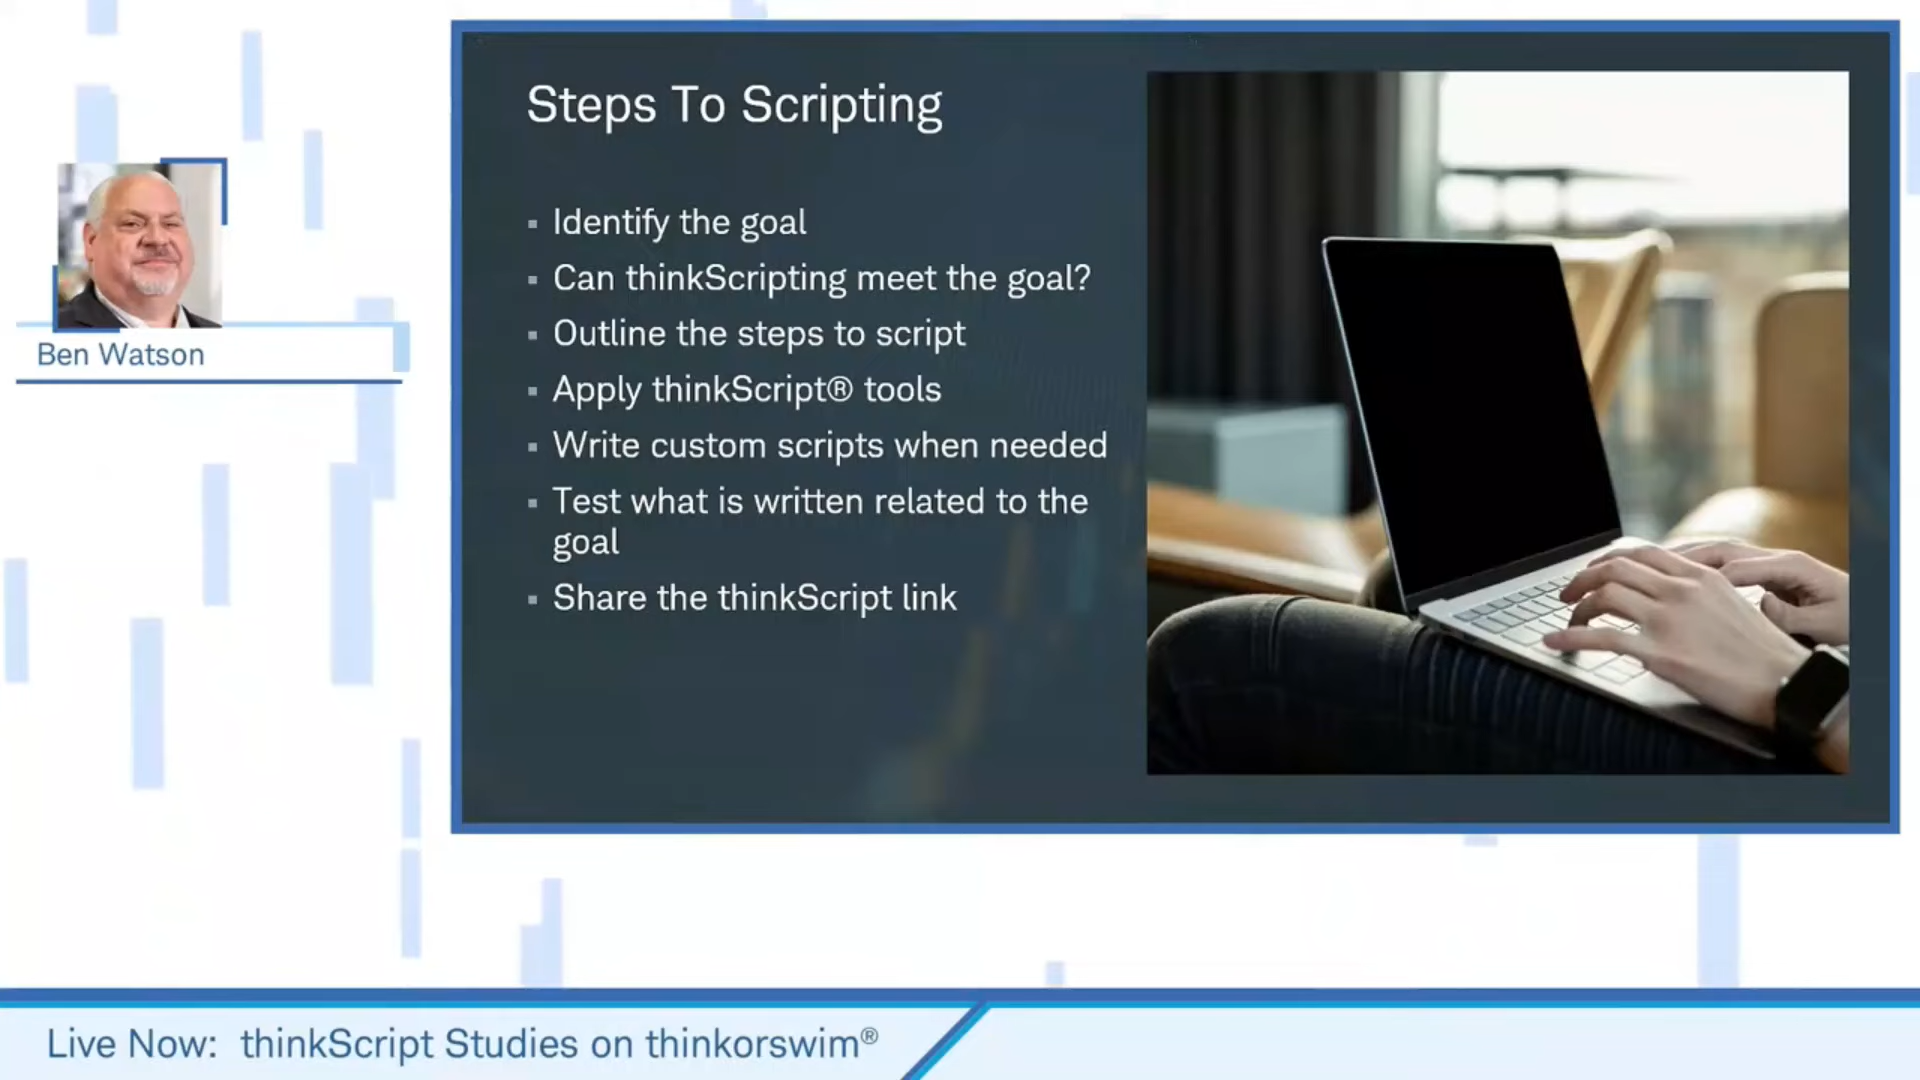 Steps To Scripting
Identify the goal
Can thinkScripting meet the goal?
Outline the steps to script
Apply thinkScript® tools
Write custom scripts when needed
Test what is written related to the
goal
Share the thinkScript link
Ben Watson
Live Now: thinkScript Studies on thinkorswim®